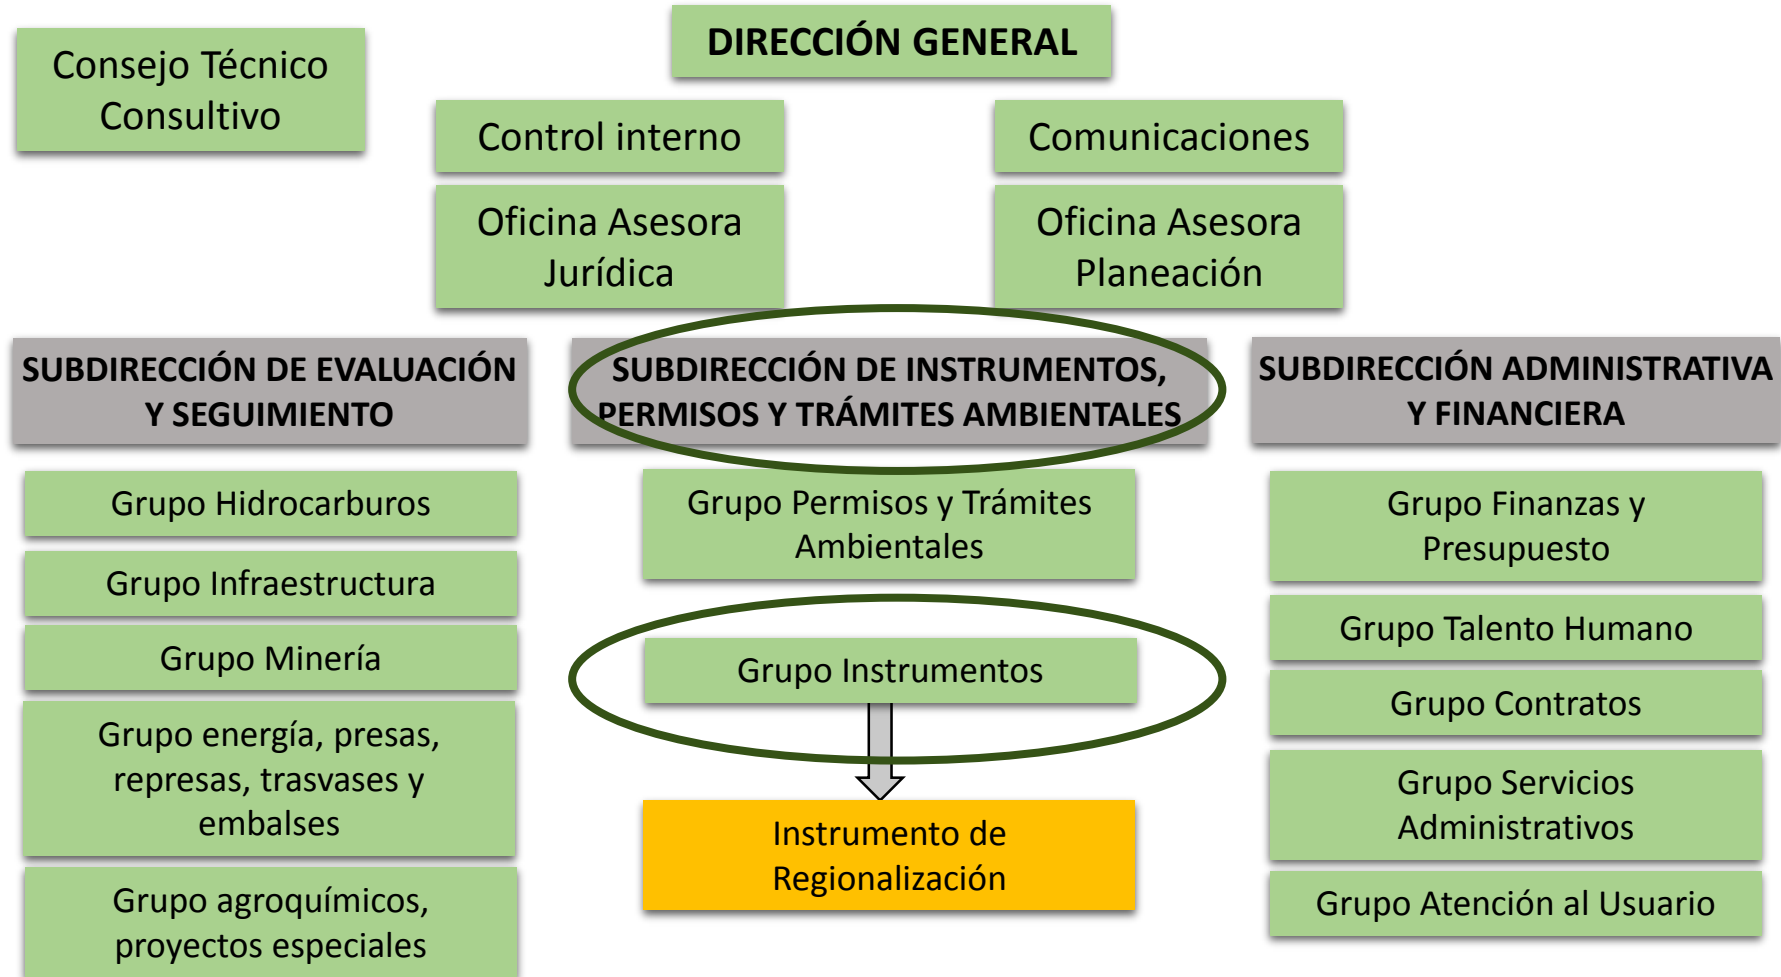 DIRECCIÓN GENERAL
Consejo Técnico
Consultivo
Control interno
Comunicaciones
Oficina Asesora
Jurídica
Oficina Asesora
Planeación
SUBDIRECCIÓN DE EVALUACIÓN
Y SEGUIMIENTO
Grupo Hidrocarburos
Grupo Infraestructura
Grupo Minería
Grupo energía, presas,
represas, trasvases y
embalses
Grupo agroquímicos,
proyectos especiales
SUBDIRECCIÓN DE INSTRUMENTOS,
PERMISOS Y TRÁMITES AMBIENTALES
Grupo Permisos y Trámites
Ambientales
Grupo Instrumentos
Instrumento de
Regionalización
SUBDIRECCIÓN ADMINISTRATIVA
Y FINANCIERA
Grupo Finanzas y
Presupuesto
Grupo Talento Humano
Grupo Contratos
Grupo Servicios
Administrativos
Grupo Atención al Usuario